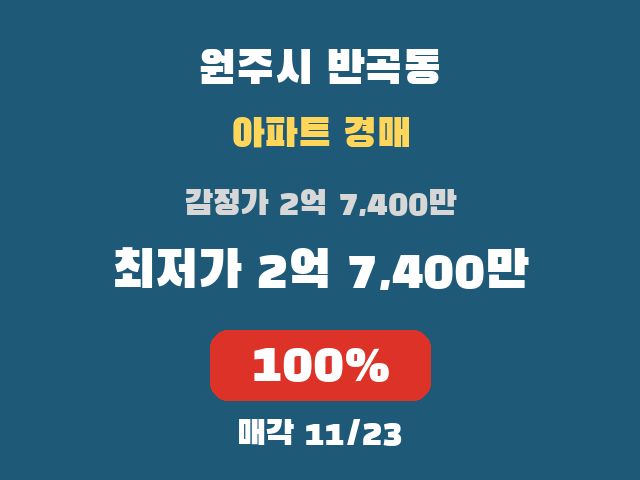 원주시 반곡동
아파트 경매
감정가 2억 7,400만
최저가 2억 7,400만
100%
매각 11/23